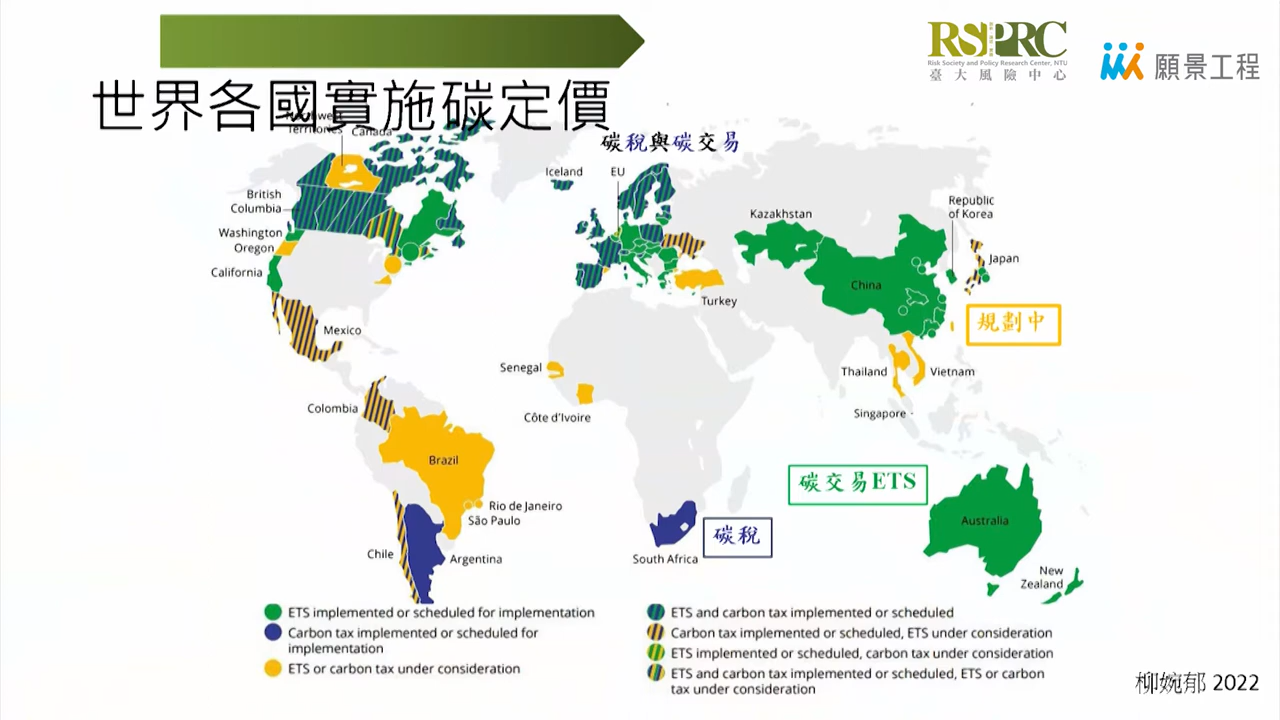 RSPRC
Risk Society and Policy Research Center, NTU
臺大風險中心
願景工程
世界各國實施碳定價
Northwest
Territories
Canada
碳稅與碳交易
Iceland
EU
British
Columbia
Washington
Oregon
California
Kazakhstan
Republic
of Korea
Japan
China
Turkey
規劃中
Mexico
Senegal
Côte d’Ivoire
Thailand
Vietnam
Singapore
Colombia
Brazil
Rio de Janeiro
São Paulo
碳交易ETS
碳稅
Chile
Argentina
South Africa
Australia
New
Zealand
ETS implemented or scheduled for implementation
Carbon tax implemented or scheduled for
implementation
ETS or carbon tax under consideration
ETS and carbon tax implemented or scheduled
Carbon tax implemented or scheduled, ETS under consideration
ETS implemented or scheduled, carbon tax under consideration
ETS and carbon tax implemented or scheduled, ETS or carbon
tax under consideration
柳婉郁 2022